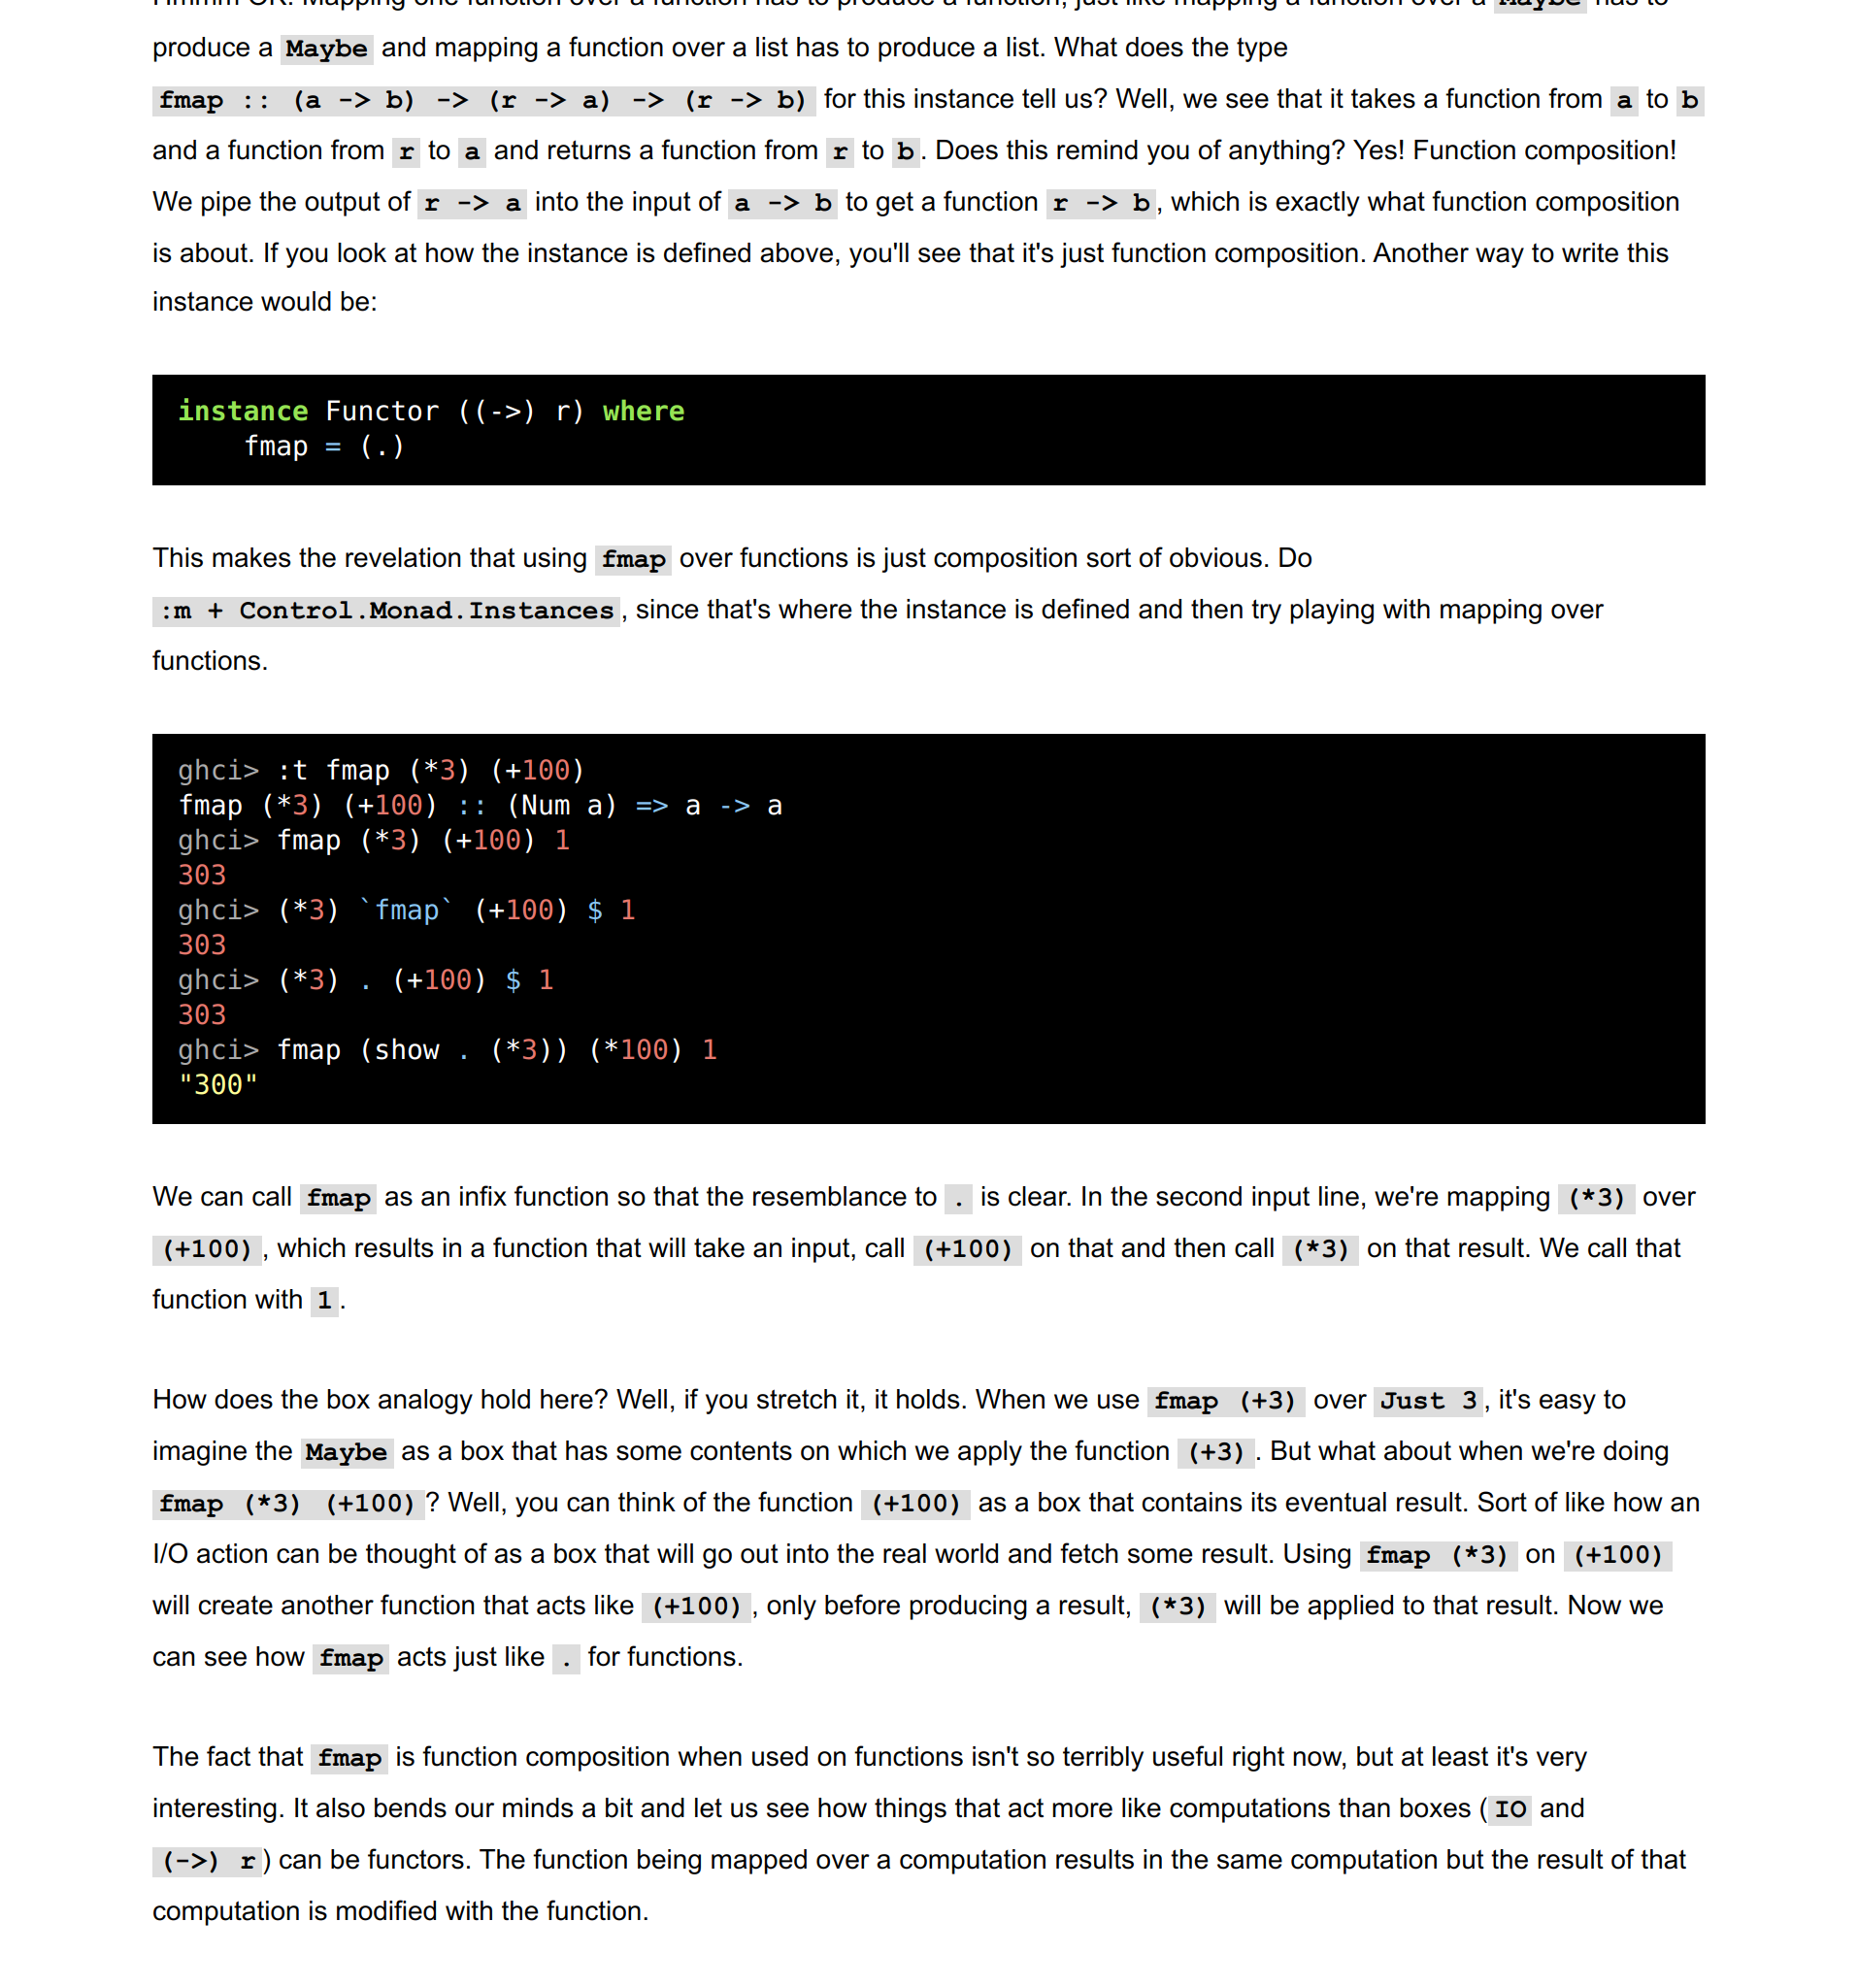 Hmmm OK. Mapping one function over a function has to produce a function, just like mapping a function over a Maybe has to
produce a Maybe and mapping a function over a list has to produce a list. What does the type
fmap :: (a -> b) -> (r -> a) -> (r -> b) for this instance tell us? Well, we see that it takes a function from a to b
and a function from r to a and returns a function from r to b. Does this remind you of anything? Yes! Function composition!
We pipe the output of r -> a into the input of a -> b to get a function r -> b, which is exactly what function composition
is about. If you look at how the instance is defined above, you'll see that it's just function composition. Another way to write this
instance would be:
instance Functor ((->) r) where
    fmap = (.)
This makes the revelation that using fmap over functions is just composition sort of obvious. Do
:m + Control.Monad.Instances, since that's where the instance is defined and then try playing with mapping over
functions.
ghci> :t fmap (*3) (+100)
fmap (*3) (+100) :: (Num a) => a -> a
ghci> fmap (*3) (+100) 1
303
ghci> (*3) `fmap` (+100) $ 1
303
ghci> (*3) . (+100) $ 1
303
ghci> fmap (show . (*3)) (*100) 1
"300"
We can call fmap as an infix function so that the resemblance to . is clear. In the second input line, we're mapping (*3) over
(+100), which results in a function that will take an input, call (+100) on that and then call (*3) on that result. We call that
function with 1.
How does the box analogy hold here? Well, if you stretch it, it holds. When we use fmap (+3) over Just 3, it's easy to
imagine the Maybe as a box that has some contents on which we apply the function (+3). But what about when we're doing
fmap (*3) (+100)? Well, you can think of the function (+100) as a box that contains its eventual result. Sort of like how an
I/O action can be thought of as a box that will go out into the real world and fetch some result. Using fmap (*3) on (+100)
will create another function that acts like (+100), only before producing a result, (*3) will be applied to that result. Now we
can see how fmap acts just like . for functions.
The fact that fmap is function composition when used on functions isn't so terribly useful right now, but at least it's very
interesting. It also bends our minds a bit and let us see how things that act more like computations than boxes (IO and
(->) r) can be functors. The function being mapped over a computation results in the same computation but the result of that
computation is modified with the function.